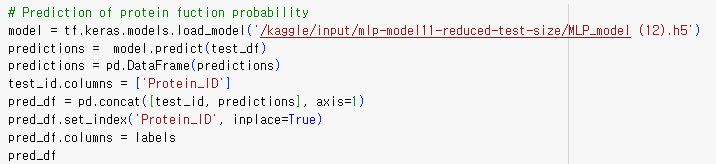 # Prediction of protein fuction probability
model = tf.keras.models.load_model('/kaggle/input/mlp-model11-reduced-test-size/MLP_model (12).h5')
predictions =  model.predict(test_df)
predictions = pd.DataFrame(predictions)
test_id.columns = ['Protein_ID']
pred_df = pd.concat([test_id, predictions], axis=1)
pred_df.set_index('Protein_ID', inplace=True)
pred_df.columns = labels
pred_df